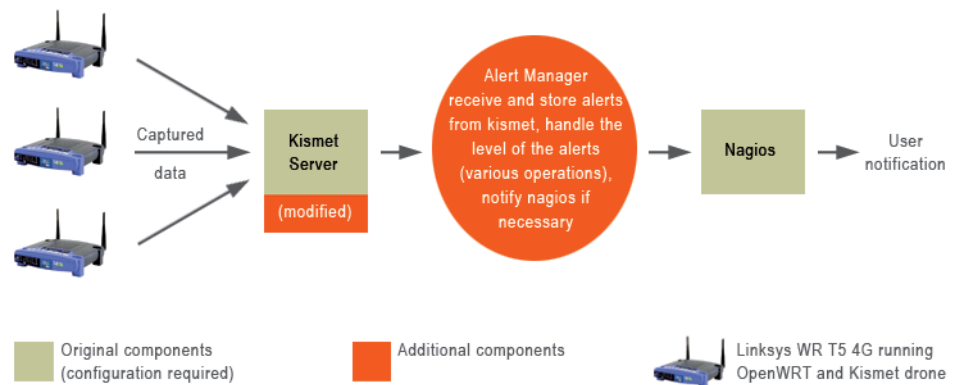 Captured
data
Kismet
Server
(modified)
Alert Manager
receive and store alerts
from kismet, handle the
level of the alerts
(various operations),
notify nagios if
necessary
Nagios
User
notification
Original components
(configuration required)
Additional components
Linksys WR T5 4G running
OpenWRT and Kismet drone